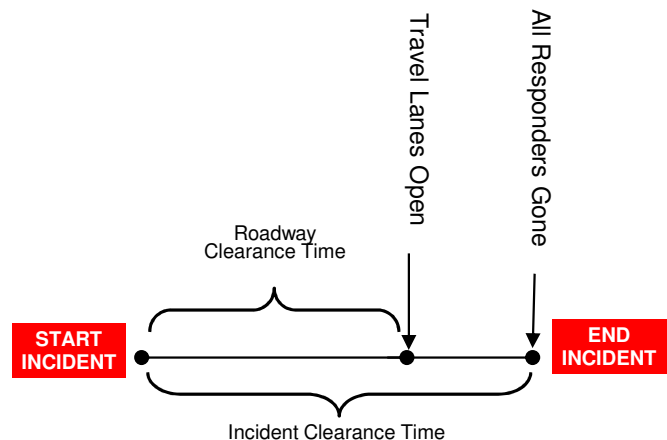 Travel Lanes Open
All Responders Gone
Roadway
Clearance Time
START
INCIDENT
END
INCIDENT
Incident Clearance Time